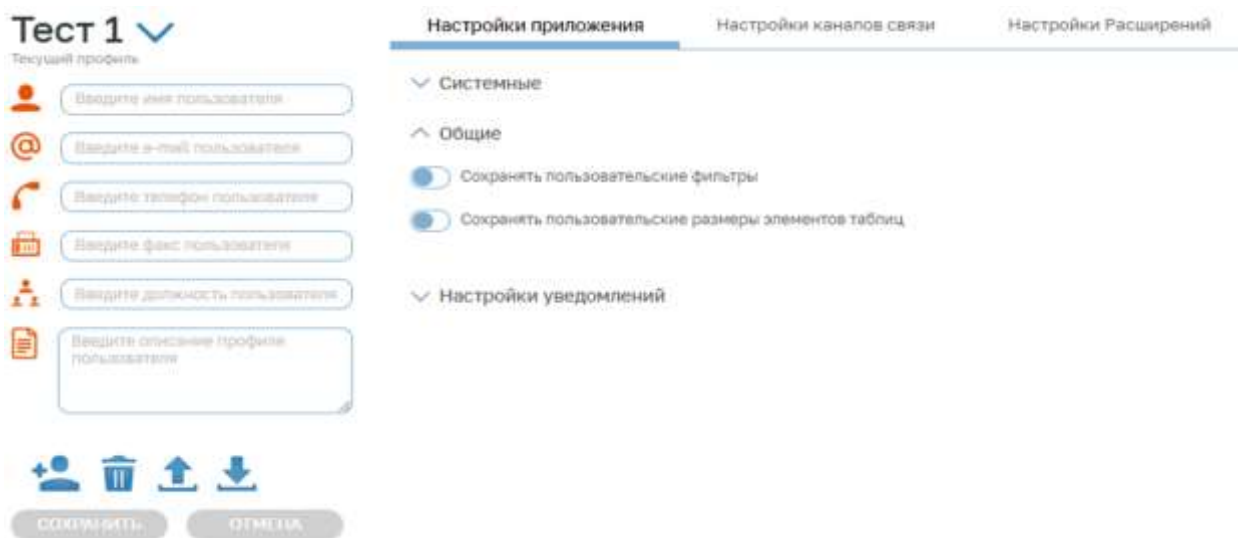 Тест 1
Текущий профиль
Введите имя пользователя
Введите e-mail пользователя
Введите телефон пользователя
Введите факс пользователя
Введите должность пользователя
Введите описание профиля
пользователя
СОХРАНИТЬ
ОТМЕНА
Настройки приложения
Настройки каналов связи
Настройки Расширений
Системные
Общие
Сохранять пользовательские фильтры
Сохранять пользовательские размеры элементов таблиц
Настройки уведомлений